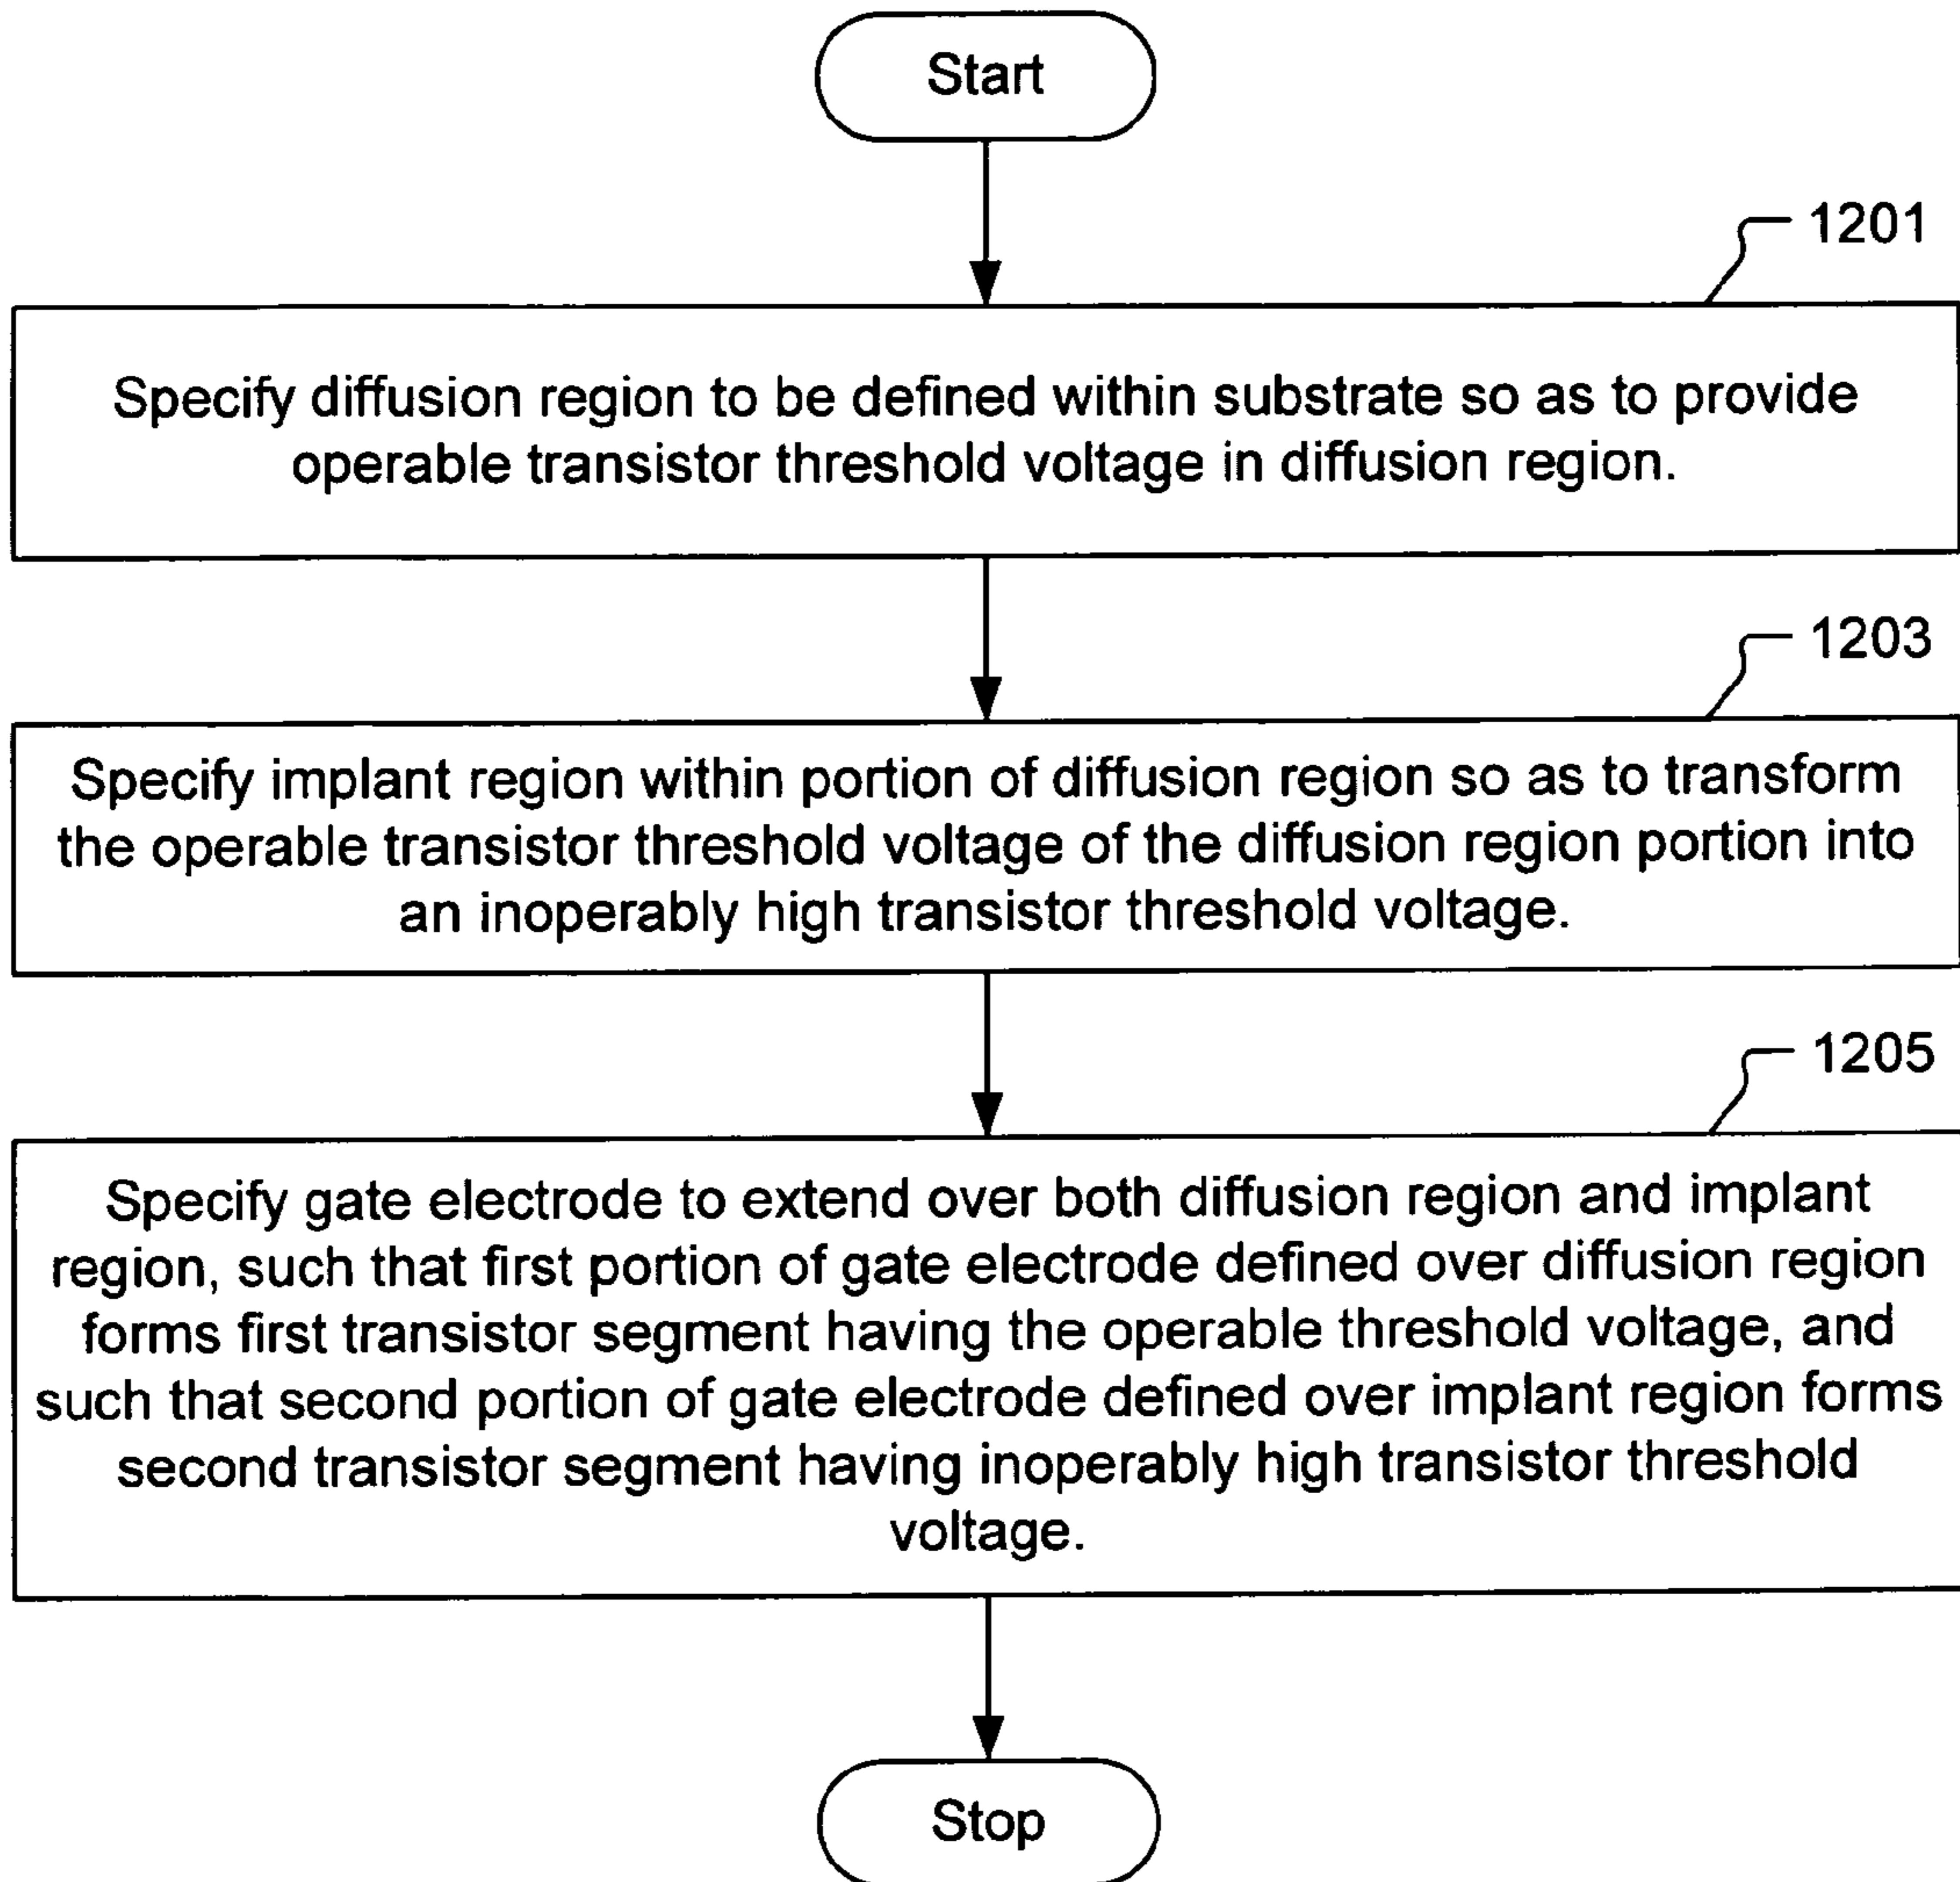 Start
1201
Specify diffusion region to be defined within substrate so as to provide
operable transistor threshold voltage in diffusion region.
1203
Specify implant region within portion of diffusion region so as to transform
the operable transistor threshold voltage of the diffusion region portion into
an inoperably high transistor threshold voltage.
1205
Specify gate electrode to extend over both diffusion region and implant
region, such that first portion of gate electrode defined over diffusion region
forms first transistor segment having the operable threshold voltage, and
such that second portion of gate electrode defined over implant region forms
second transistor segment having inoperably high transistor threshold
voltage.
Stop